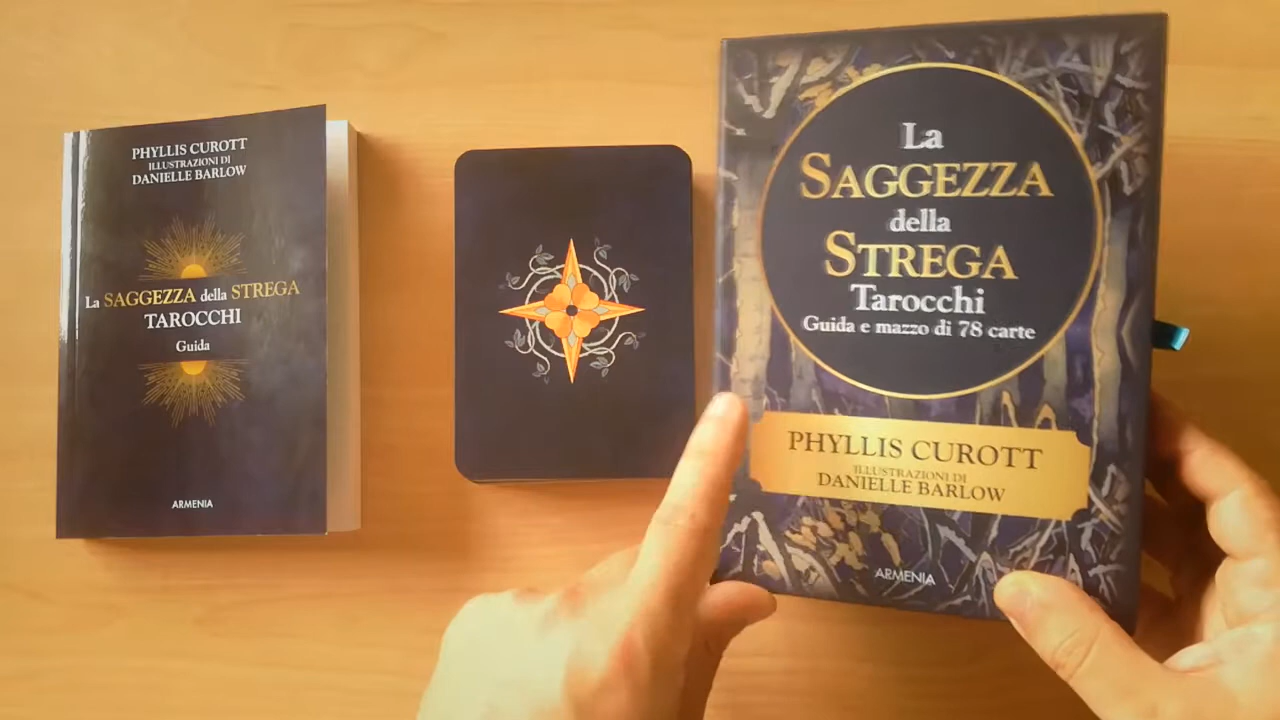 PHYLLIS CUROTT
ILLUSTRAZIONI DI
DANIELLE BARLOW
La SAGGEZZA della STREGA
TAROCCHI
Guida
ARMENIA
La
SAGGEZZA
della
STREGA
Tarocchi
Guida e mazzo di 78 carte
PHYLLIS CUROTT
ILLUSTRAZIONI DI
DANIELLE BARLOW
ARMENIA